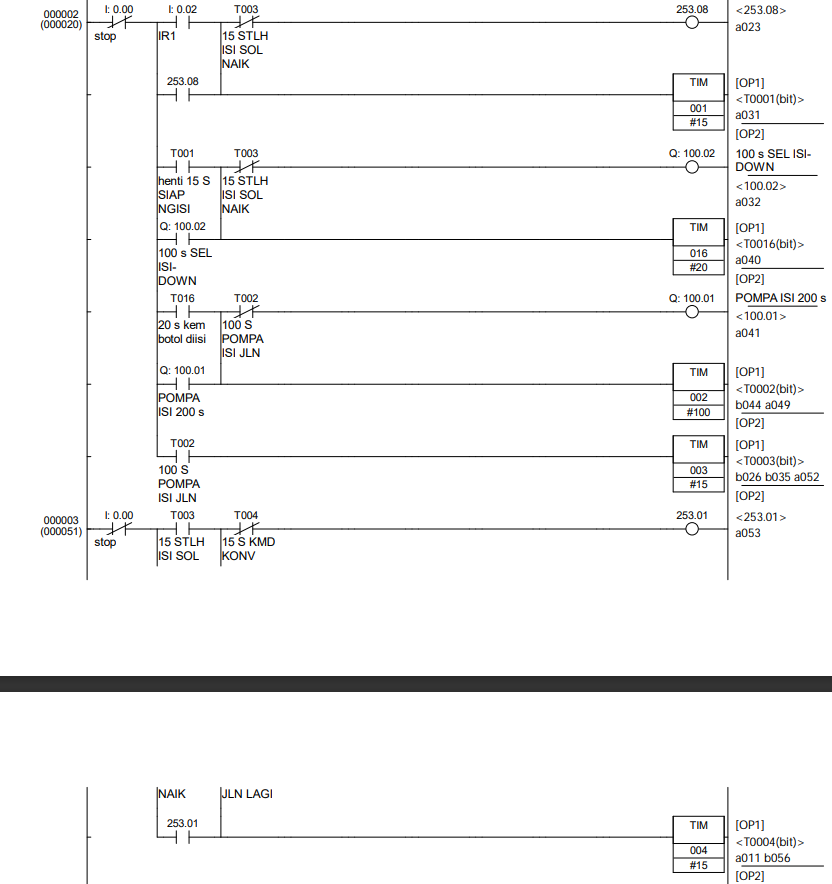 000002
(000020)
I: 0.00
stop
I: 0.02
IR1
T003
15 STLH
ISI SOL
NAIK
253.08
<253.08>
a023
253.08
TIM
001
#15
[OP1]
<T0001(bit)>
a031
[OP2]
T001
henti 15 S
SIAP
NGISI
T003
15 STLH
ISI SOL
NAIK
Q: 100.02
100 s SEL ISI-
DOWN
<100.02>
a032
Q: 100.02
100 s SEL
ISI-
DOWN
TIM
016
#20
[OP1]
<T0016(bit)>
a040
[OP2]
T016
20 s kem
botol diisi
T002
100 S
POMPA
ISI JLN
Q: 100.01
POMPA ISI 200 s
<100.01>
a041
Q: 100.01
POMPA
ISI 200 s
TIM
002
#100
[OP1]
<T0002(bit)>
b044 a049
[OP2]
T002
100 S
POMPA
ISI JLN
TIM
003
#15
[OP1]
<T0003(bit)>
b026 b035 a052
[OP2]
000003
(000051)
I: 0.00
stop
T003
15 STLH
ISI SOL
T004
15 S KMD
KONV
253.01
<253.01>
a053
NAIK
JLN LAGI
253.01
TIM
004
#15
[OP1]
<T0004(bit)>
a011 b056
[OP2]